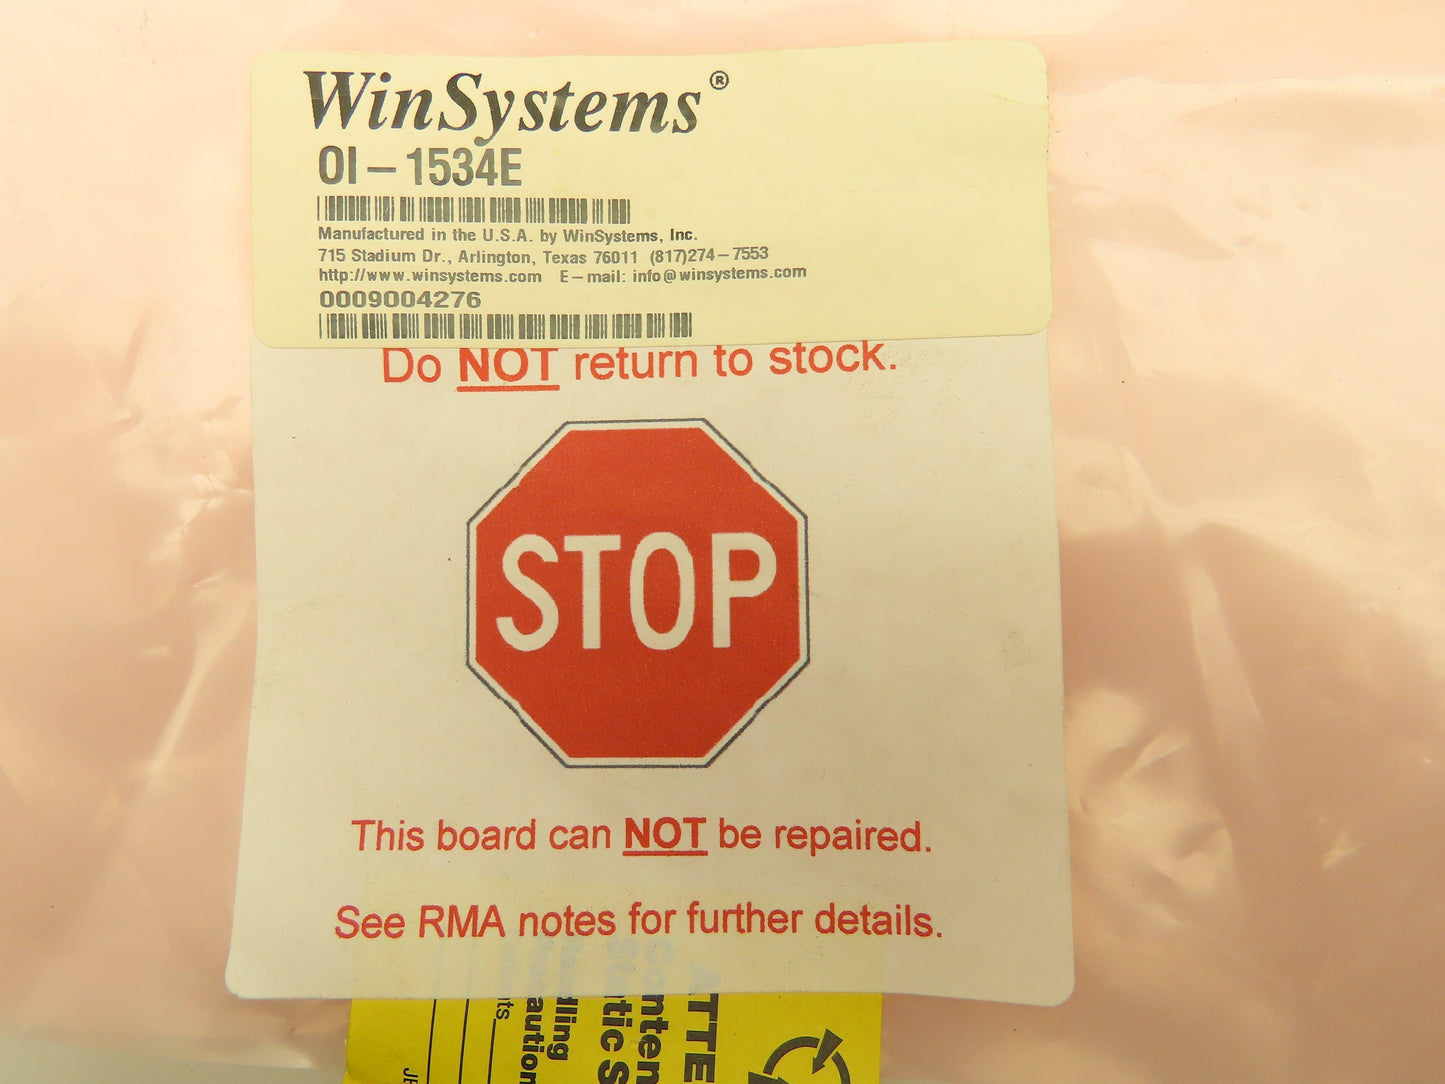 WinSystems®
OI-1534E
Manufactured in the U.S.A. by WinSystems, Inc.
715 Stadium Dr., Arlington, Texas 76011 (817)274-7553
http://www.winsystems.com E-mail: info@winsystems.com
0009004276
Do NOT return to stock.
STOP
This board can NOT be repaired.
See RMA notes for further details.